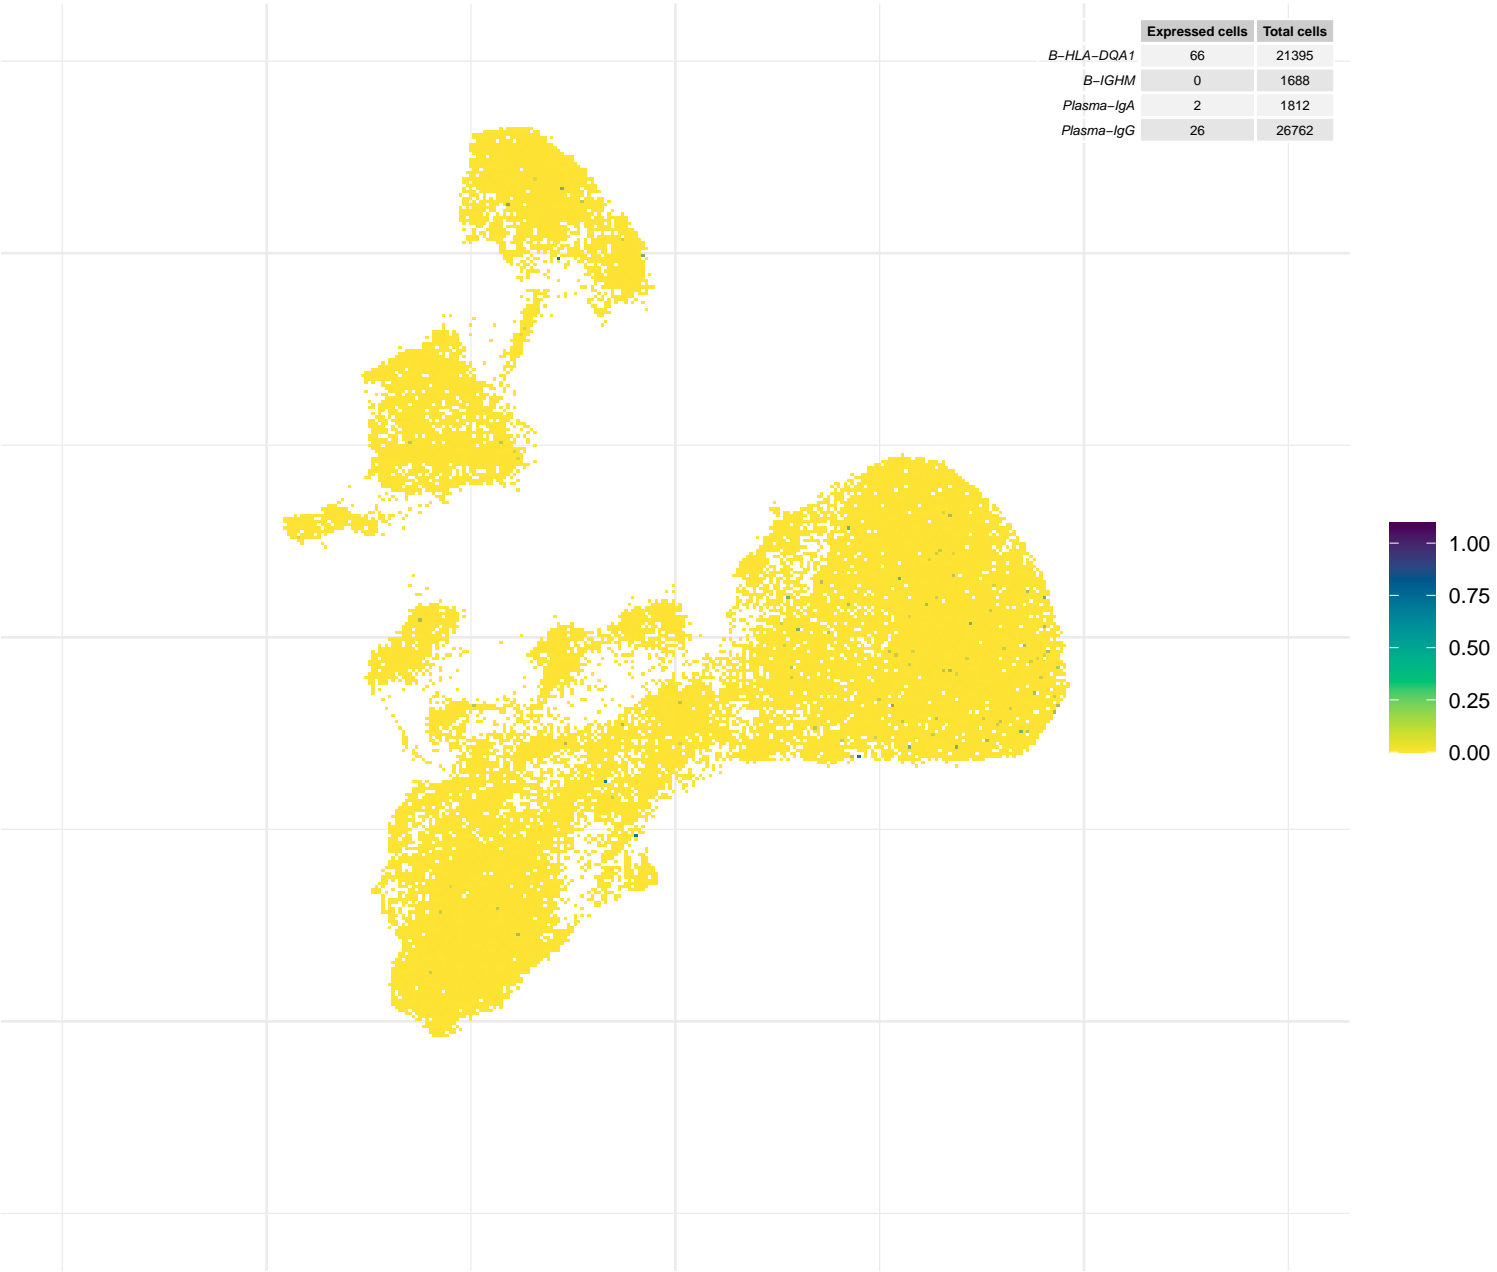 Expressed cells Total cells
B−HLA−DQA1 66 21395
B−IGHM 0 1688
Plasma−IgA 2 1812
Plasma−IgG 26 26762
1.00
0.75
0.50
0.25
0.00